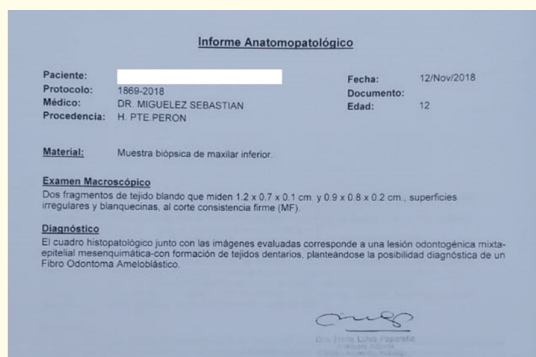 Informe Anatomopatológico
Paciente:
Fecha: 12/Nov/2018
Protocolo: 1869-2018
Documento:
Médico: DR. MIGUELEZ SEBASTIAN
Edad: 12
Procedencia: H. PTE.PERON
Material: Muestra biópsica de maxilar inferior.
Examen Macroscópico
Dos fragmentos de tejido blando que miden 1.2 x 0.7 x 0.1 cm. y 0.9 x 0.8 x 0.2 cm., superficies
irregulares y blanquecinas, al corte consistencia firme (MF).
Diagnóstico
El cuadro histopatológico junto con las imágenes evaluadas corresponde a una lesión odontogénica mixta-
epitelial mesenquimática-con formación de tejidos dentarios, planteándose la posibilidad diagnóstica de un
Fibro Odontoma Ameloblástico.